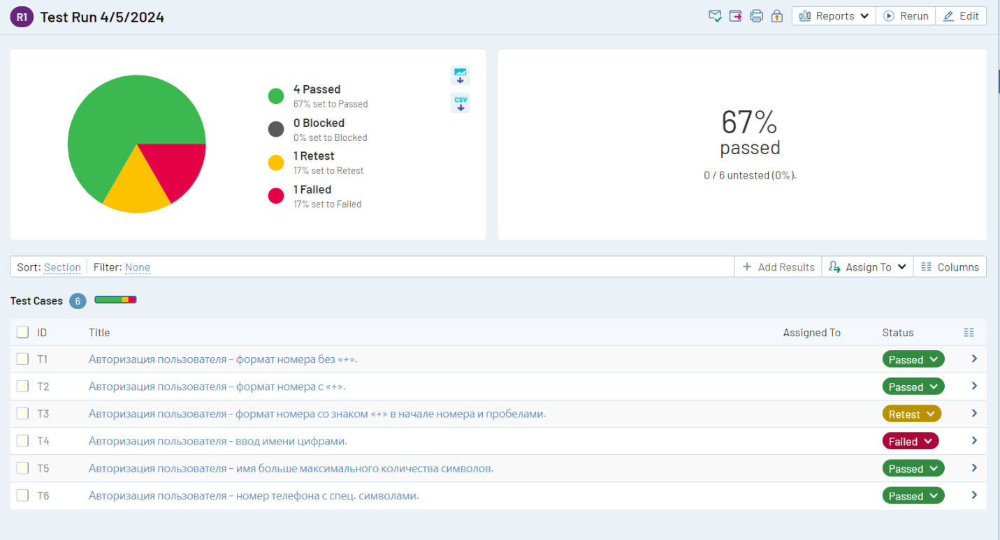 R1 Test Run 4/5/2024 Reports Rerun Edit
4 Passed
67% set to Passed
0 Blocked
0% set to Blocked
1 Retest
17% set to Retest
1 Failed
17% set to Failed
CSV
67%
passed
0 / 6 untested (0%).
Sort: Section Filter: None + Add Results Assign To Columns
Test Cases 6
ID Title Assigned To Status
T1 Авторизация пользователя – формат номера без «+». Passed
T2 Авторизация пользователя – формат номера с «+». Passed
T3 Авторизация пользователя - формат номера со знаком «+» в начале номера и пробелами. Retest
T4 Авторизация пользователя - ввод имени цифрами. Failed
T5 Авторизация пользователя – имя больше максимального количества символов. Passed
T6 Авторизация пользователя – номер телефона с спец. символами. Passed